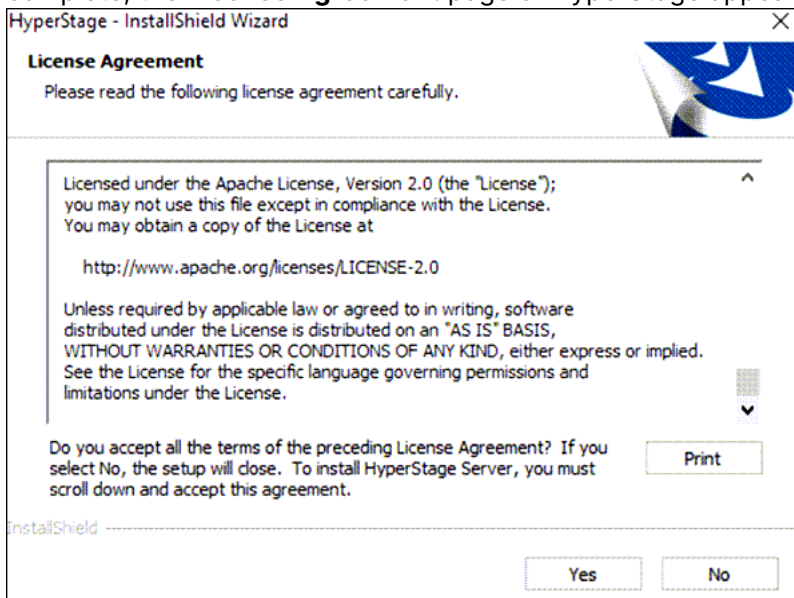 HyperStage - InstallShield Wizard
License Agreement
Please read the following license agreement carefully.
Licensed under the Apache License, Version 2.0 (the "License");
you may not use this file except in compliance with the License.
You may obtain a copy of the License at
http://www.apache.org/licenses/LICENSE-2.0
Unless required by applicable law or agreed to in writing, software
distributed under the License is distributed on an "AS IS" BASIS,
WITHOUT WARRANTIES OR CONDITIONS OF ANY KIND, either express or implied.
See the License for the specific language governing permissions and
limitations under the License.
Do you accept all the terms of the preceding License Agreement? If you
select No, the setup will close. To install HyperStage Server, you must
scroll down and accept this agreement.
Print
InstallShield
Yes
No